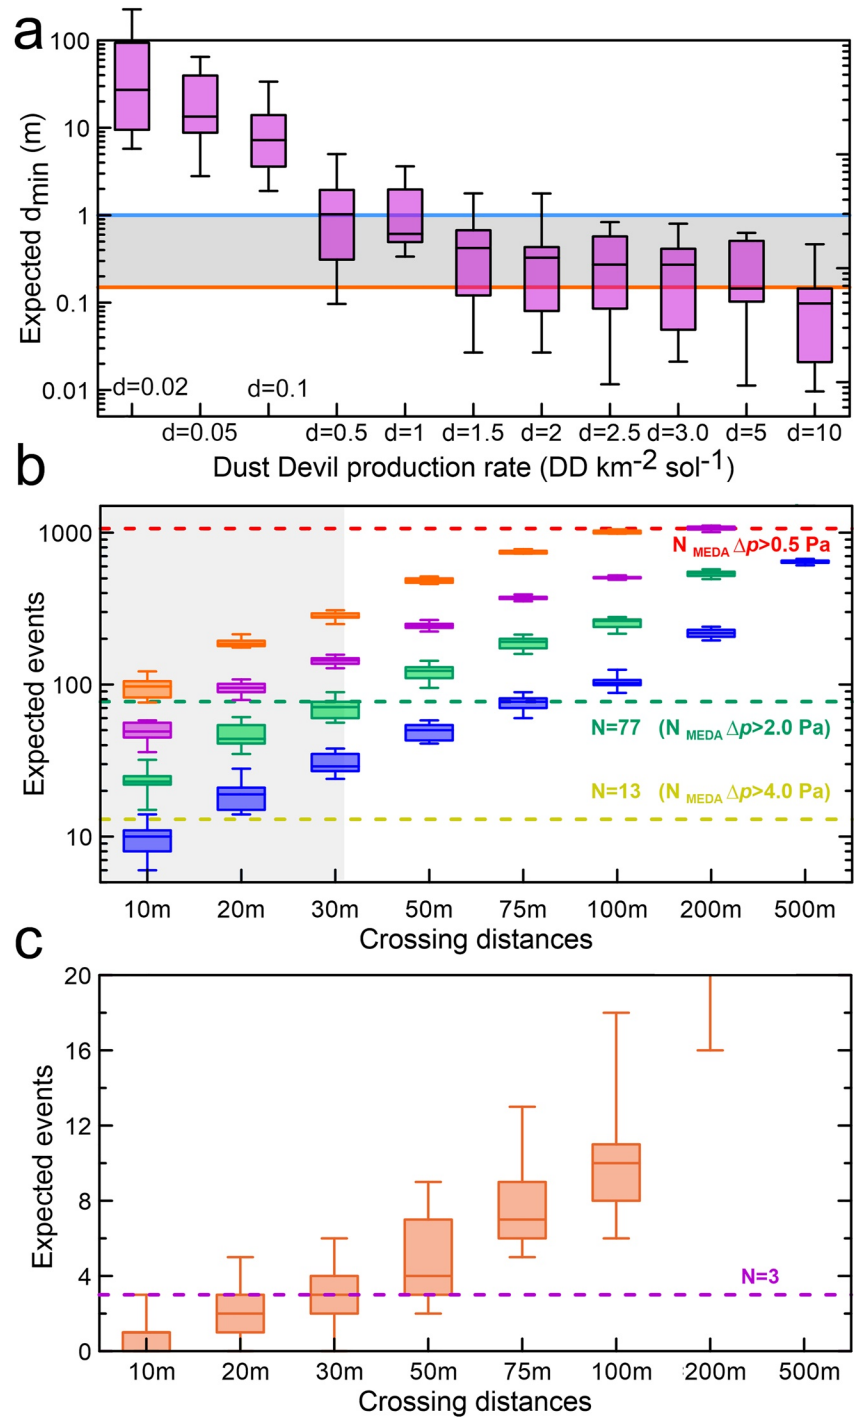 a
100
10
1
0.1
0.01
Expected dmin (m)
d=0.02
d=0.1
d=0.05
d=0.5
d=1
d=1.5
d=2
d=2.5
d=3.0
d=5
d=10
Dust Devil production rate (DD km-2 sol-1)
b
1000
100
10
Expected events
N MEDA Δp>0.5 Pa
N=77 (N MEDA Δp>2.0 Pa)
N=13 (N MEDA Δp>4.0 Pa)
10m
20m
30m
50m
75m
100m
200m
500m
Crossing distances
c
20
16
12
8
4
0
Expected events
N=3
10m
20m
30m
50m
75m
100m
200m
500m
Crossing distances